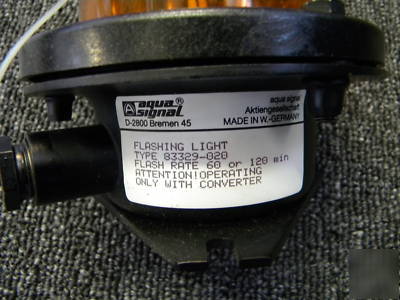 aqua signal®
D-2800 Bremen 45
aqua signal
Aktiengesellschaft
MADE IN W.-GERMANY
FLASHING LIGHT
TYPE 83329-020
FLASH RATE 60 or 120 min
ATTENTION|OPERATING
ONLY WITH CONVERTER